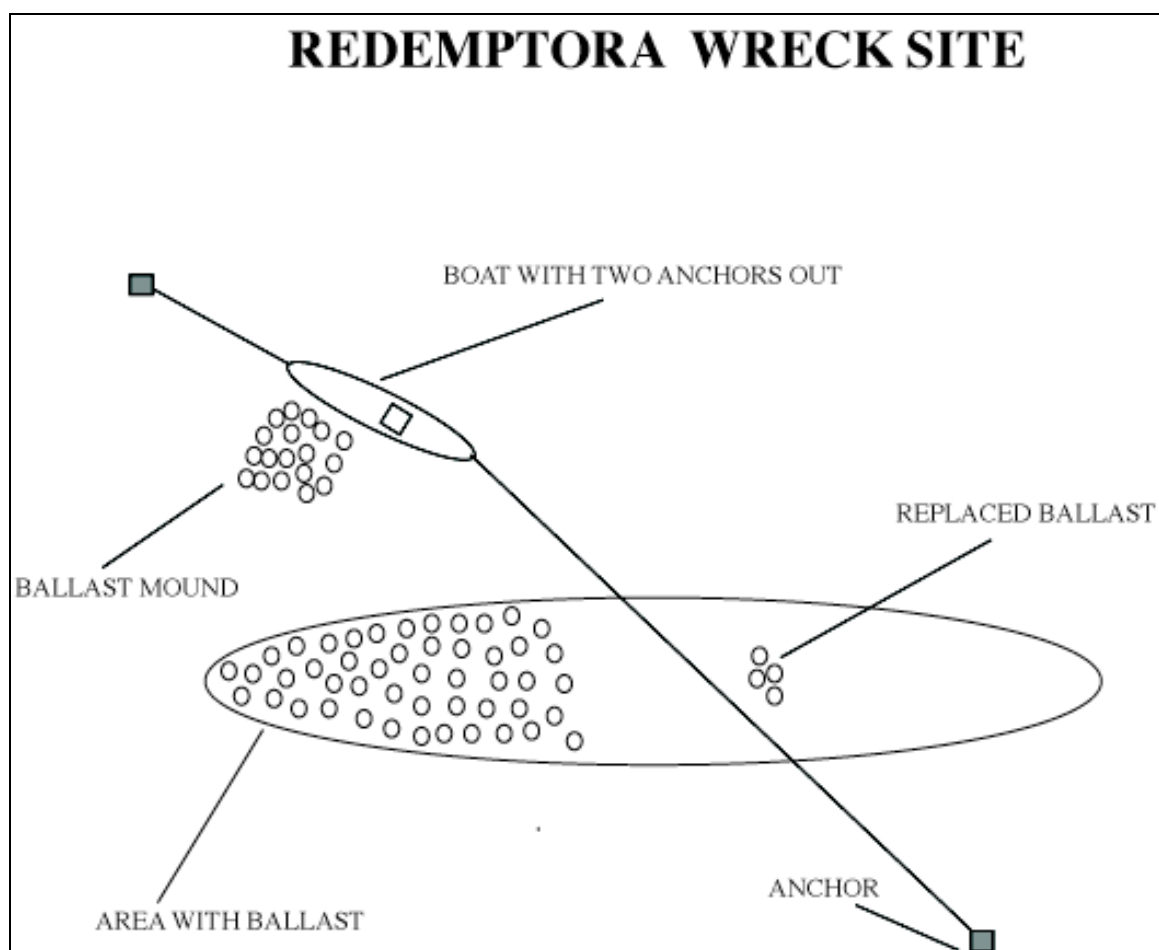 REDEMPTORA WRECK SITE
BOAT WITH TWO ANCHORS OUT
REPLACED BALLAST
BALLAST MOUND
ANCHOR
AREA WITH BALLAST